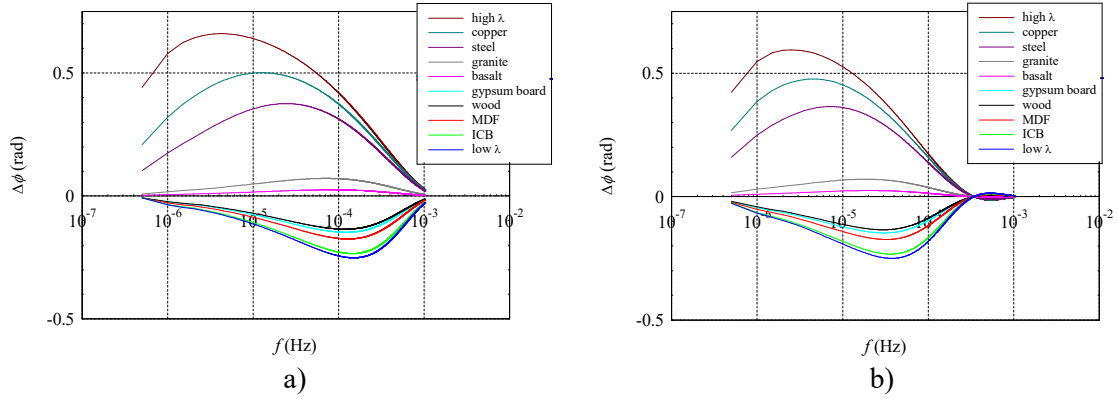 high λ
copper
steel
granite
basalt
gypsum board
wood
MDF
ICB
low λ
0.5
0
-0.5
Δϕ (rad)
10-7 10-6 10-5 10-4 10-3 10-2
f (Hz)
a)
high λ
copper
steel
granite
basalt
gypsum board
wood
MDF
ICB
low λ
0.5
0
-0.5
Δϕ (rad)
10-7 10-6 10-5 10-4 10-3 10-2
f (Hz)
b)